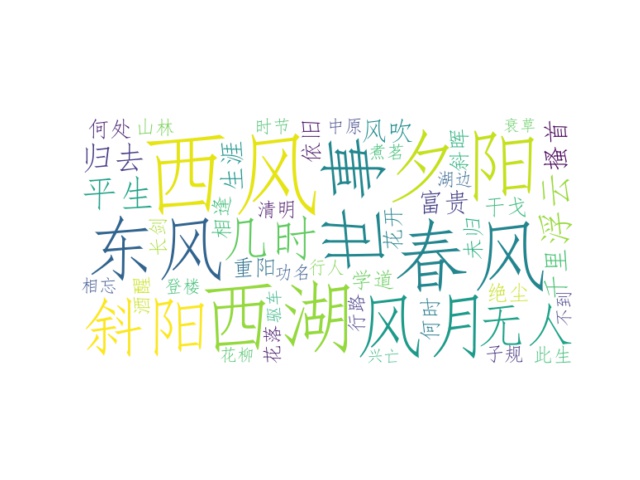 何处
山林
时节
依旧
中原
风吹
斜晖
衰草
搔首
归去
西风
生涯
世事
煮茗
夕阳
湖边
平生
相逢
清明
花开
富贵
干戈
浮云
千里
东风
长剑
几时
未归
春风
重阳
功名
行人
学道
相忘
酒醒
登楼
驱车
行路
绝尘
不到
斜阳
西湖
风月
何时
无人
花柳
花落
兴亡
子规
此生